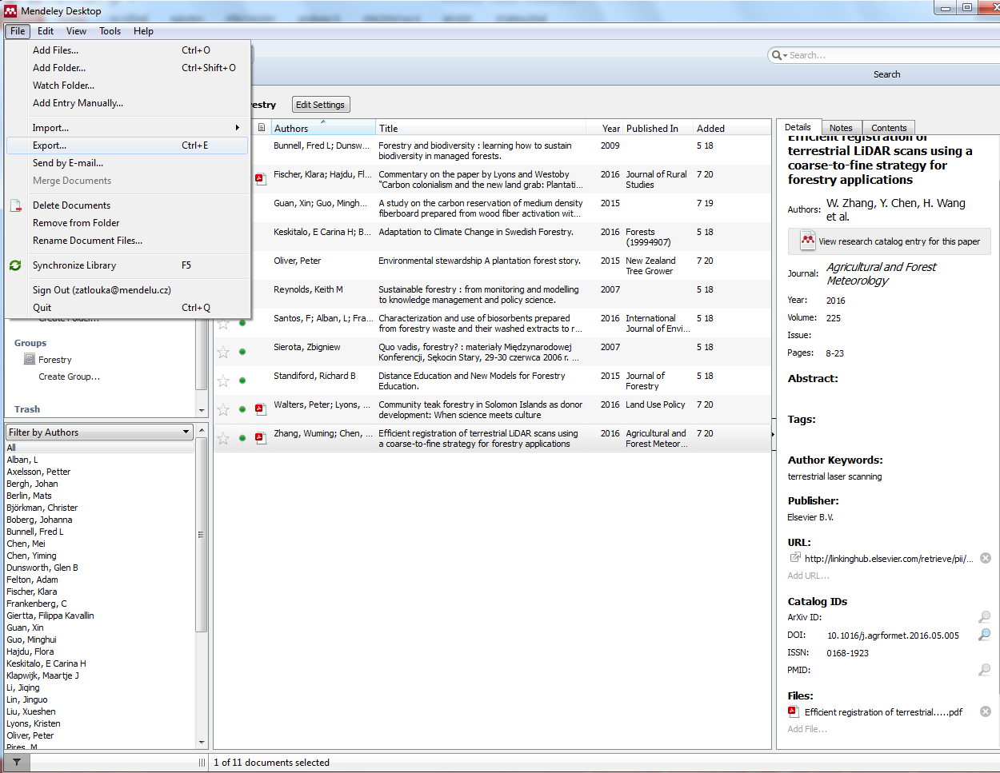 Mendeley Desktop
File Edit View Tools Help
Add Files... Ctrl+O
Add Folder... Ctrl+Shift+O
Watch Folder...
Add Entry Manually...
Import...
Export... Ctrl+E
Send by E-mail...
Merge Documents
Delete Documents
Remove from Folder
Rename Document Files...
Synchronize Library F5
Sign Out (zatlouka@mendelu.cz)
Quit Ctrl+Q
Create Folder...
Groups
Forestry
Create Group...
Trash
Filter by Authors
All
Alban, L
Axelsson, Petter
Bergh, Johan
Berlin, Mats
Björkman, Christer
Boberg, Johanna
Bunnell, Fred L
Chen, Mei
Chen, Yiming
Dunsworth, Glen B
Felton, Adam
Fischer, Klara
Frankenberg, C
Giertta, Filippa Kavallin
Guan, Xin
Guo, Minghui
Hajdu, Flora
Keskitalo, E Carina H
Klapwijk, Maartje J
Li, Jiqing
Lin, Jinguo
Liu, Xueshen
Lyons, Kristen
Oliver, Peter
Pires, M
Search...
Search
restry Edit Settings
Authors Title Year Published In Added
Bunnell, Fred L; Dunsw... Forestry and biodiversity : learning how to sustain 2009 5 18
biodiversity in managed forests.
Fischer, Klara; Hajdu, Fl... Commentary on the paper by Lyons and Westoby 2016 Journal of Rural 7 20
"Carbon colonialism and the new land grab: Plantati... Studies
Guan, Xin; Guo, Mingh... A study on the carbon reservation of medium density 2015 7 19
fiberboard prepared from wood fiber activation wit...
Keskitalo, E Carina H; B... Adaptation to Climate Change in Swedish Forestry. 2016 Forests 5 18
(19994907)
Oliver, Peter Environmental stewardship A plantation forest story. 2015 New Zealand 7 20
Tree Grower
Reynolds, Keith M Sustainable forestry : from monitoring and modelling 2007 5 18
to knowledge management and policy science.
Santos, F; Alban, L; Fra... Characterization and use of biosorbents prepared 2016 International 5 18
from forestry waste and their washed extracts to r... Journal of Envi...
Sierota, Zbigniew Quo vadis, forestry? : materiały Międzynarodowej 2007 5 18
Konferencji, Sękocin Stary, 29-30 czerwca 2006 r. ...
Standiford, Richard B Distance Education and New Models for Forestry 2015 Journal of 5 18
Education. Forestry
Walters, Peter; Lyons, ... Community teak forestry in Solomon Islands as donor 2016 Land Use Policy 7 20
development: When science meets culture
Zhang, Wuming; Chen, ... Efficient registration of terrestrial LiDAR scans using 2016 Agricultural and 7 20
a coarse-to-fine strategy for forestry applications Forest Meteor...
Details Notes Contents
Efficient registration of
terrestrial LiDAR scans using a
coarse-to-fine strategy for
forestry applications
Authors: W. Zhang, Y. Chen, H. Wang
et al.
View research catalog entry for this paper
Journal: Agricultural and Forest
Meteorology
Year: 2016
Volume: 225
Issue:
Pages: 8-23
Abstract:
Tags:
Author Keywords:
terrestrial laser scanning
Publisher:
Elsevier B.V.
URL:
http://linkinghub.elsevier.com/retrieve/pii/...
Add URL...
Catalog IDs
ArXiv ID:
DOI: 10.1016/j.agrformet.2016.05.005
ISSN: 0168-1923
PMID:
Files:
Efficient registration of terrestrial.....pdf
Add File...
1 of 11 documents selected